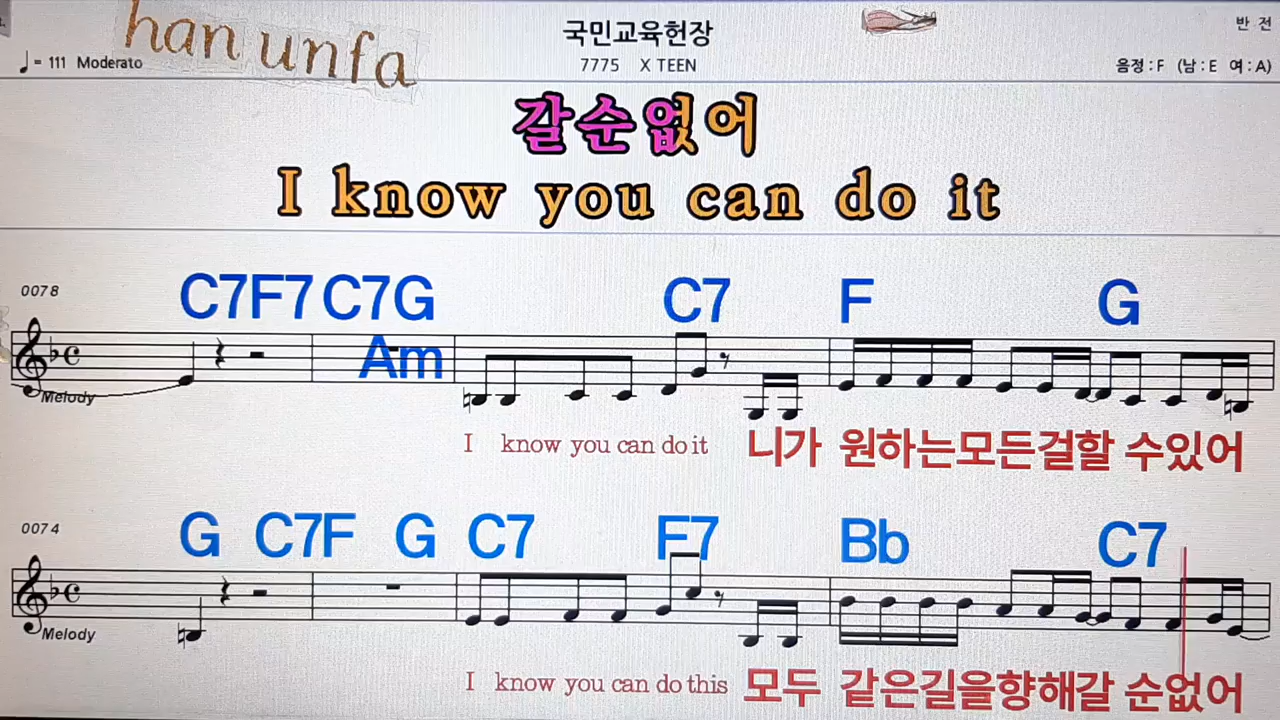 han unfa
국민교육헌장
반 전
♩= 111 Moderato
7775 X TEEN
음정 : F (남 : E 여 : A)
갈순없어
I know you can do it
0078
C7F7 C7G C7 F G
Am
Melody
I know you can do it 니가 원하는모든걸할 수있어
0074
G C7F G C7 F7 Bb C7
Melody
I know you can do this 모두 같은길을향해갈 순없어